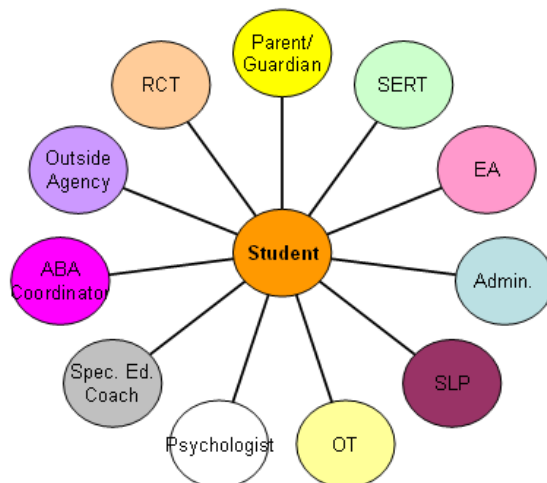 Parent/
Guardian
RCT
SERT
Outside
Agency
EA
Student
ABA
Coordinator
Admin.
Spec. Ed.
Coach
SLP
Psychologist
OT